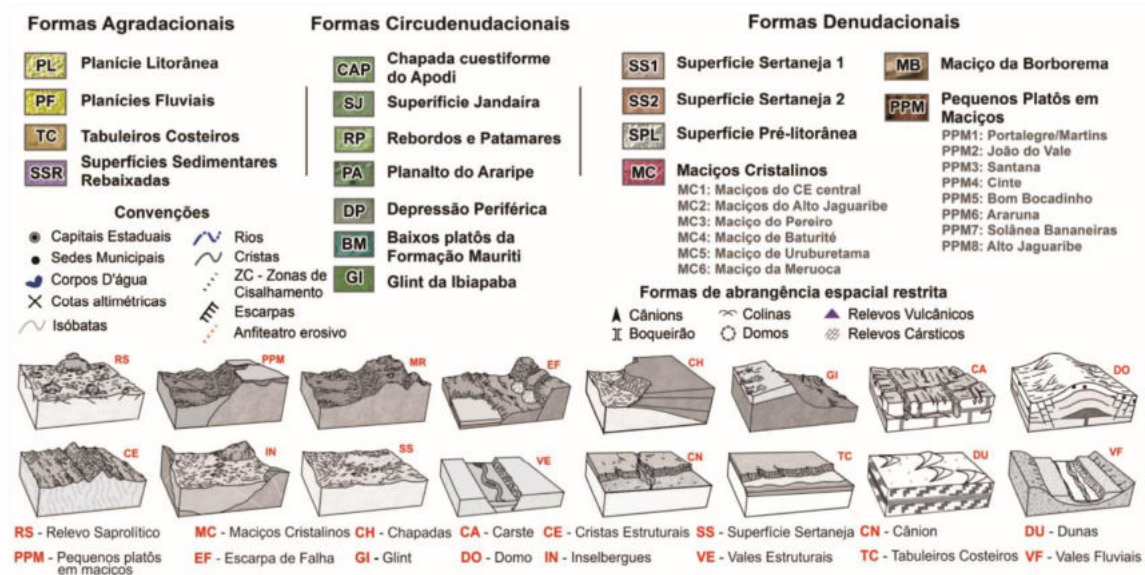 Formas Agradacionais
PL Planície Litorânea
PF Planícies Fluviais
TC Tabuleiros Costeiros
SSR Superfícies Sedimentares
Rebaixadas
Convenções
Capitais Estaduais
Sedes Municipais
Corpos D'água
Cotas altimétricas
Isóbatas
Rios
Cristas
ZC - Zonas de
Cisalhamento
Escarpas
Anfiteatro erosivo
Formas Circudenudacionais
CAP Chapada cuestiforme
do Apodi
SJ Superifície Jandaíra
RP Rebordos e Patamares
PA Planalto do Araripe
DP Depressão Periférica
BM Baixos platôs da
Formação Mauriti
GI Glint da Ibiapaba
Formas Denudacionais
SS1 Superfície Sertaneja 1
SS2 Superfície Sertaneja 2
SPL Superfície Pré-litorânea
MC Maciços Cristalinos
MC1: Maciços do CE central
MC2: Maciços do Alto Jaguaribe
MC3: Maciço do Pereiro
MC4: Maciço de Baturité
MC5: Maciço de Uruburetama
MC6: Maciço da Meruoca
MB Maciço da Borborema
PPM Pequenos Platôs em
Maciços
PPM1: Portalegre/Martins
PPM2: João do Vale
PPM3: Santana
PPM4: Cinte
PPM5: Bom Bocadinho
PPM6: Araruna
PPM7: Solânea Bananeiras
PPM8: Alto Jaguaribe
Formas de abrangência espacial restrita
Cânions
Colinas
Relevos Vulcânicos
Boqueirão
Domos
Relevos Cársticos
RS PPM MR EF CH GI CA DO
CE IN SS VE CN TC DU VF
RS - Relevo Saprolítico MC - Maciços Cristalinos CH - Chapadas CA - Carste CE - Cristas Estruturais SS - Superfície Sertaneja CN - Cânion DU - Dunas
PPM - Pequenos platôs EF - Escarpa de Falha GI - Glint DO - Domo IN - Inselbergues VE - Vales Estruturais TC - Tabuleiros Costeiros VF - Vales Fluviais
em maciços